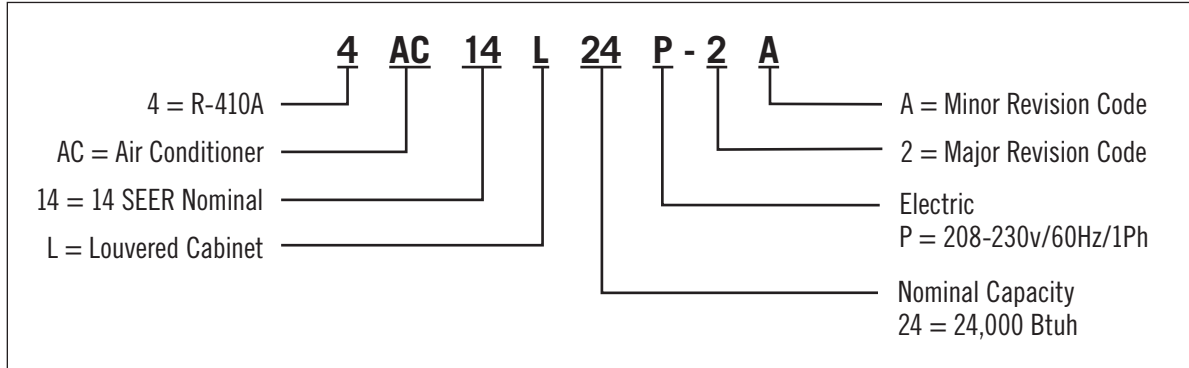 4 AC 14 L 24 P - 2 A
4 = R-410A
AC = Air Conditioner
14 = 14 SEER Nominal
L = Louvered Cabinet
A = Minor Revision Code
2 = Major Revision Code
Electric
P = 208-230v/60Hz/1Ph
Nominal Capacity
24 = 24,000 Btuh